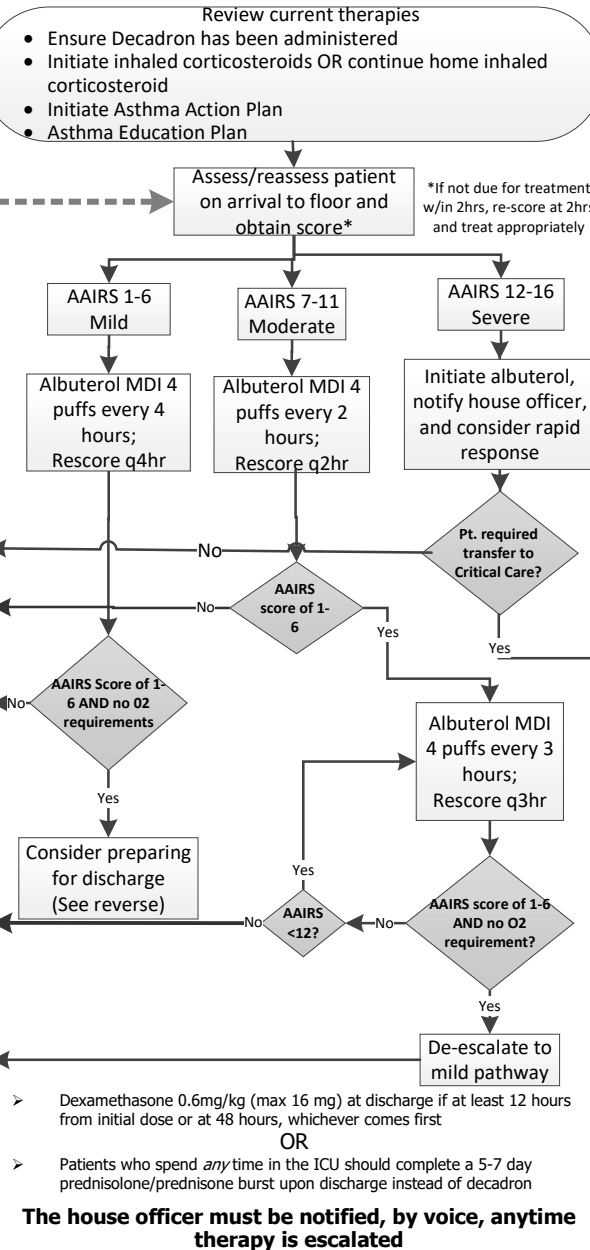 Review current therapies
• Ensure Decadron has been administered
• Initiate inhaled corticosteroids OR continue home inhaled
corticosteroid
• Initiate Asthma Action Plan
• Asthma Education Plan
Assess/reassess patient
on arrival to floor and
obtain score*
*If not due for treatment
w/in 2hrs, re-score at 2hrs
and treat appropriately
AAIRS 1-6
Mild
AAIRS 7-11
Moderate
AAIRS 12-16
Severe
Albuterol MDI 4
puffs every 4
hours;
Rescore q4hr
Albuterol MDI 4
puffs every 2
hours;
Rescore q2hr
Initiate albuterol,
notify house officer,
and consider rapid
response
Pt. required
transfer to
Critical Care?
No
Yes
AAIRS
score of 1-
6
No
Yes
AAIRS Score of 1-
6 AND no 02
requirements
No
Yes
Albuterol MDI
4 puffs every 3
hours;
Rescore q3hr
Consider preparing
for discharge
(See reverse)
Yes
AAIRS
<12?
No
No
AAIRS score of 1-6
AND no O2
requirement?
Yes
De-escalate to
mild pathway
➢ Dexamethasone 0.6mg/kg (max 16 mg) at discharge if at least 12 hours
from initial dose or at 48 hours, whichever comes first
OR
➢ Patients who spend any time in the ICU should complete a 5-7 day
prednisolone/prednisone burst upon discharge instead of decadron
The house officer must be notified, by voice, anytime
therapy is escalated